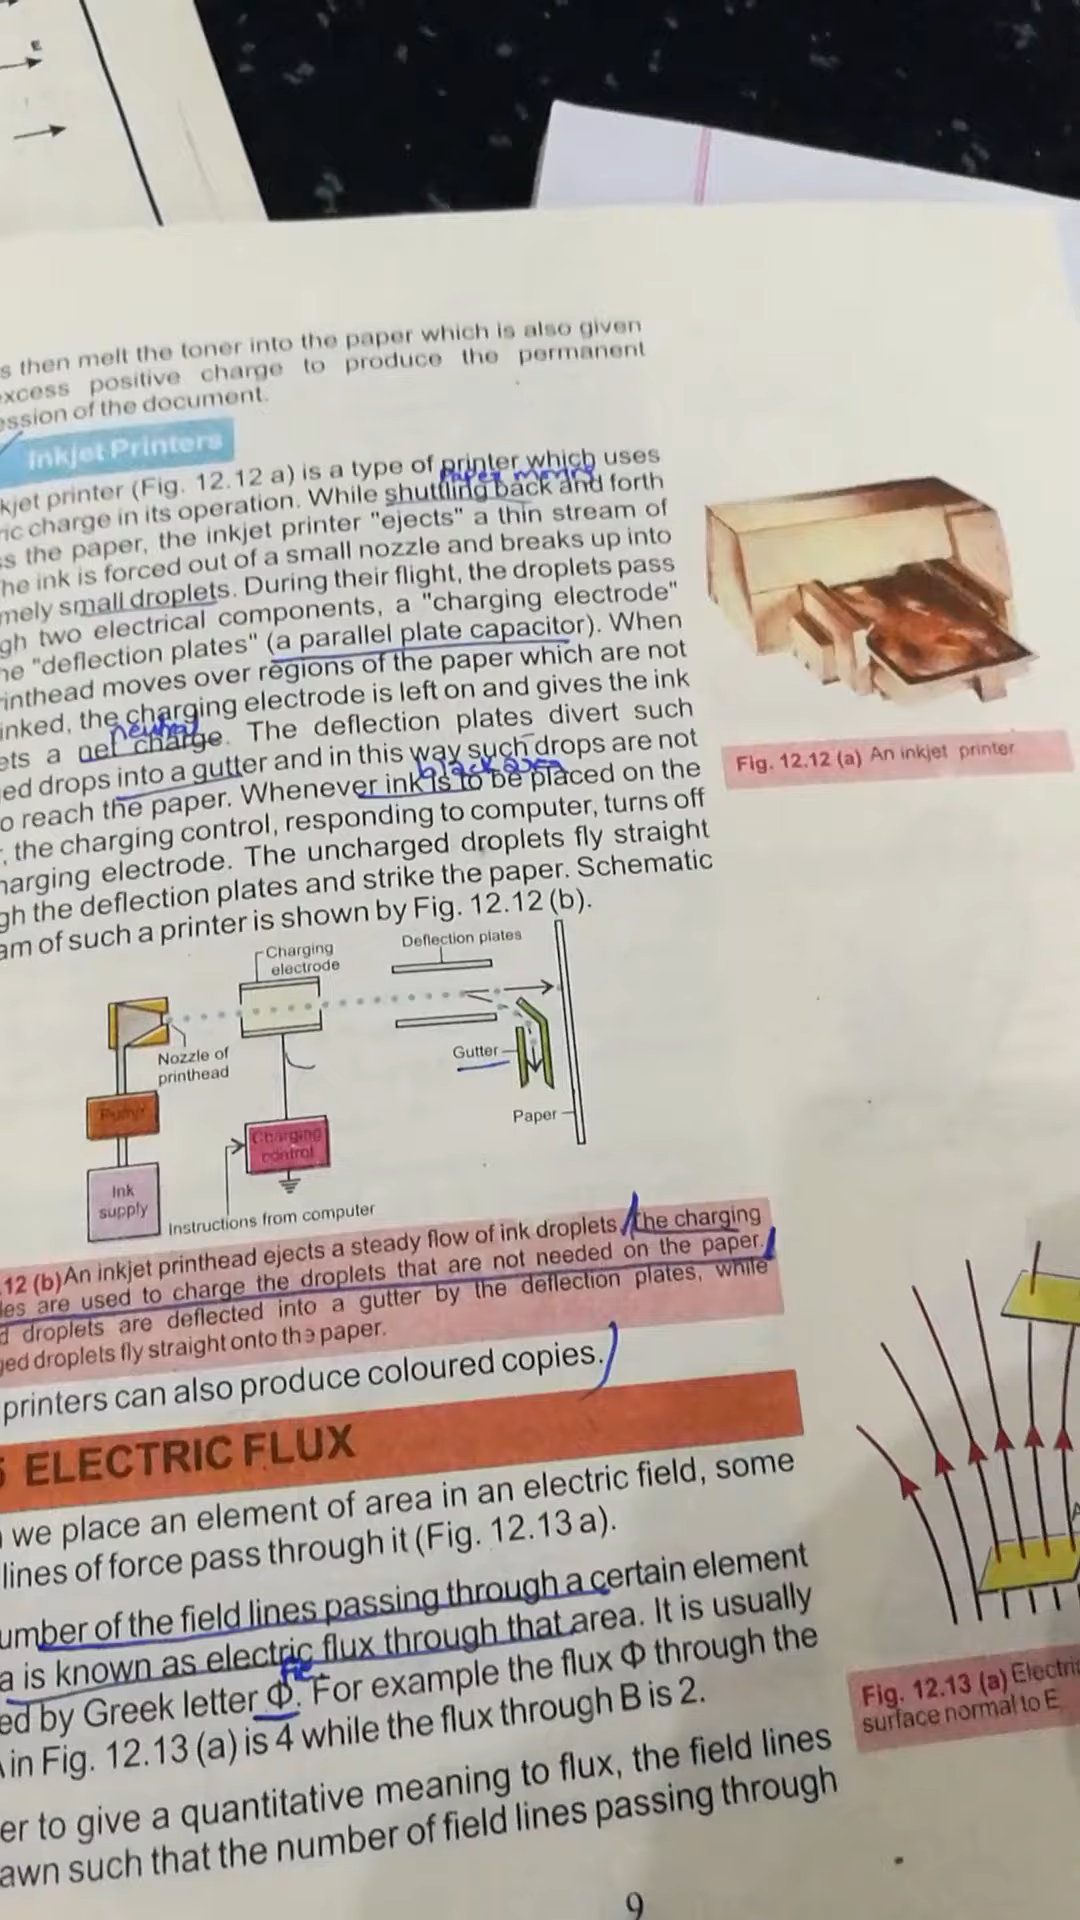 E
s then melt the toner into the paper which is also given
xcess positive charge to produce the permanent
ession of the document.
Inkjet Printers
kjet printer (Fig. 12.12 a) is a type of printer which uses
paper moving
ric charge in its operation. While shuttling back and forth
ss the paper, the inkjet printer "ejects" a thin stream of
he ink is forced out of a small nozzle and breaks up into
mely small droplets. During their flight, the droplets pass
gh two electrical components, a "charging electrode"
he "deflection plates" (a parallel plate capacitor). When
rinthead moves over regions of the paper which are not
inked, the charging electrode is left on and gives the ink
neutral
ets a net charge. The deflection plates divert such
ged drops into a gutter and in this way such drops are not
black area
o reach the paper. Whenever ink is to be placed on the
r, the charging control, responding to computer, turns off
harging electrode. The uncharged droplets fly straight
gh the deflection plates and strike the paper. Schematic
am of such a printer is shown by Fig. 12.12 (b).
Fig. 12.12 (a) An inkjet printer
Charging
electrode
Deflection plates
Nozzle of
printhead
Gutter
Pump
Paper
Charging
control
Ink
supply
Instructions from computer
.12 (b) An inkjet printhead ejects a steady flow of ink droplets the charging
les are used to charge the droplets that are not needed on the paper.
d droplets are deflected into a gutter by the deflection plates, while
ged droplets fly straight onto the paper.
printers can also produce coloured copies.
5 ELECTRIC FLUX
we place an element of area in an electric field, some
lines of force pass through it (Fig. 12.13 a).
umber of the field lines passing through a certain element
a is known as electric flux through that area. It is usually
ed by Greek letter Φ. For example the flux Φ through the
A in Fig. 12.13 (a) is 4 while the flux through B is 2.
er to give a quantitative meaning to flux, the field lines
awn such that the number of field lines passing through
A
Fig. 12.13 (a) Electric
surface normal to E
9